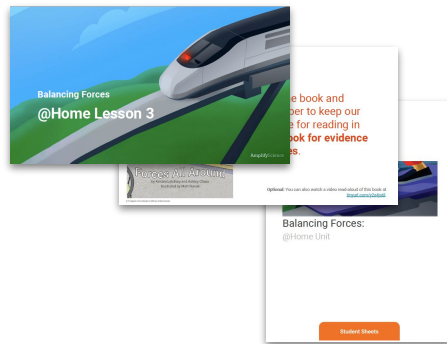 Balancing Forces
@Home Lesson 3
AmplifyScience
e book and
per to keep our
e for reading in
ook for evidence
es.
Forces All Around
Optional: You can also watch a video read-aloud of this book at
Balancing Forces:
@Home Unit
Student Sheets